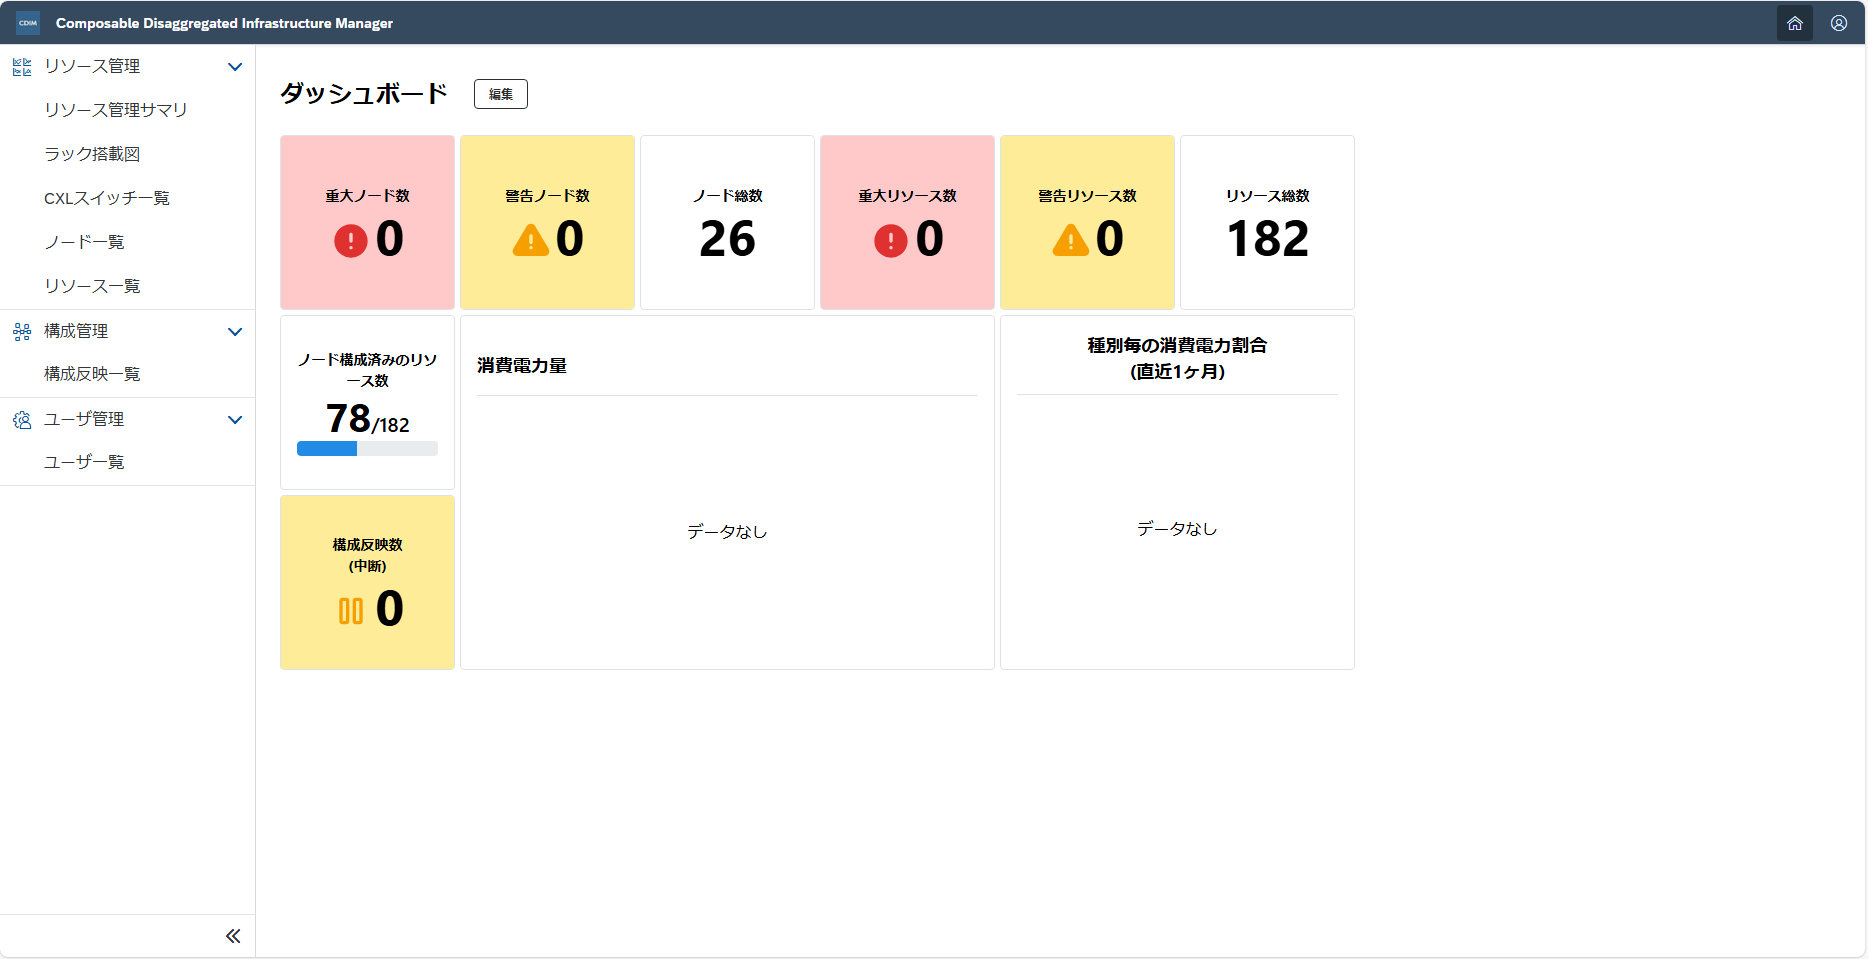 CDIM
Composable Disaggregated Infrastructure Manager
リソース管理
リソース管理サマリ
ラック搭載図
CXLスイッチ一覧
ノード一覧
リソース一覧
構成管理
構成反映一覧
ユーザ管理
ユーザ一覧
ダッシュボード
編集
重大ノード数
0
警告ノード数
0
ノード総数
26
重大リソース数
0
警告リソース数
0
リソース総数
182
ノード構成済みのリソ
ース数
78/182
消費電力量
データなし
種別毎の消費電力割合
(直近1ヶ月)
データなし
構成反映数
(中断)
0